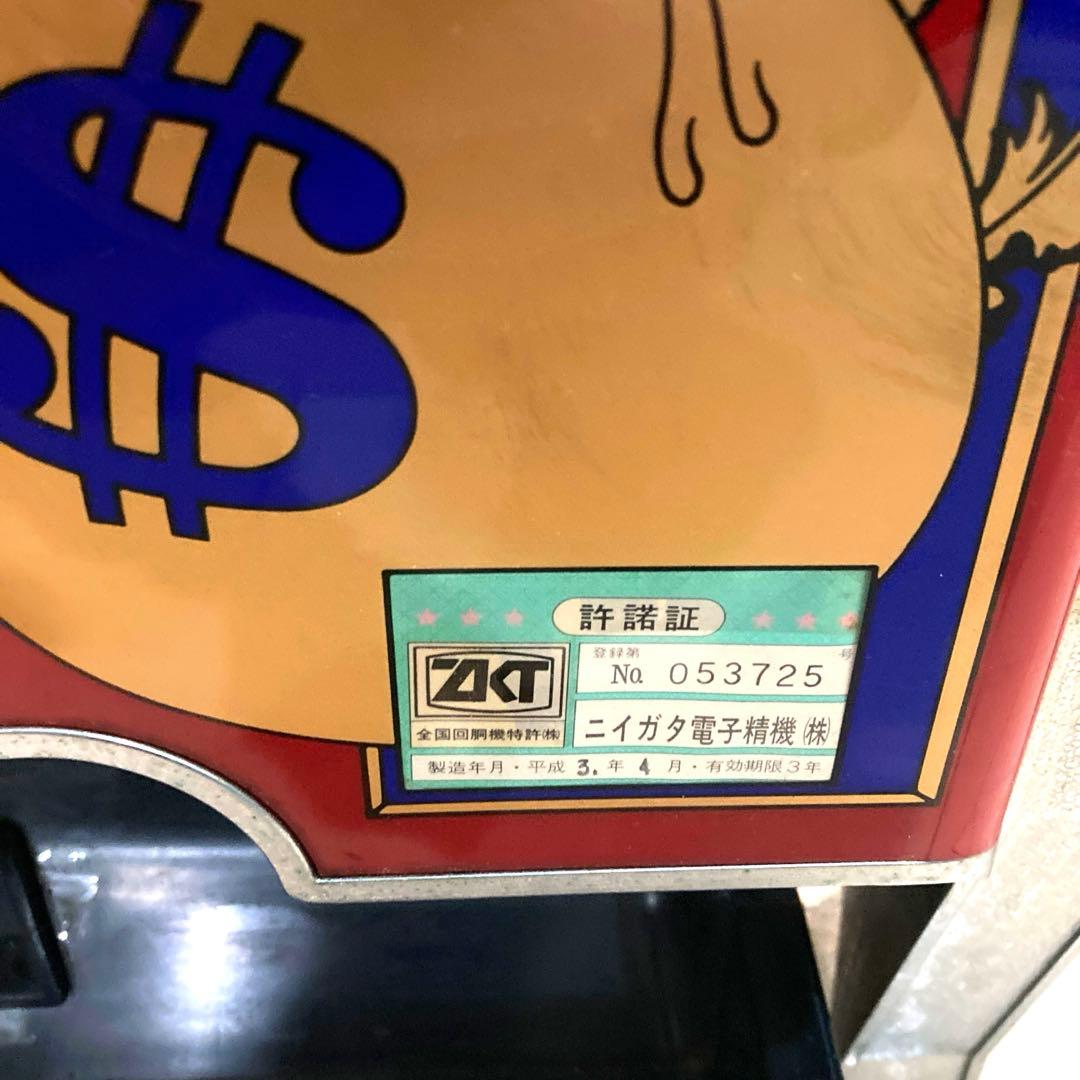 $
許諾証
登録第 号
No. 053725
ZKT
全国回胴機特許㈱
ニイガタ電子精機㈱
製造年月・平成 3. 年 4 月・有効期限3年